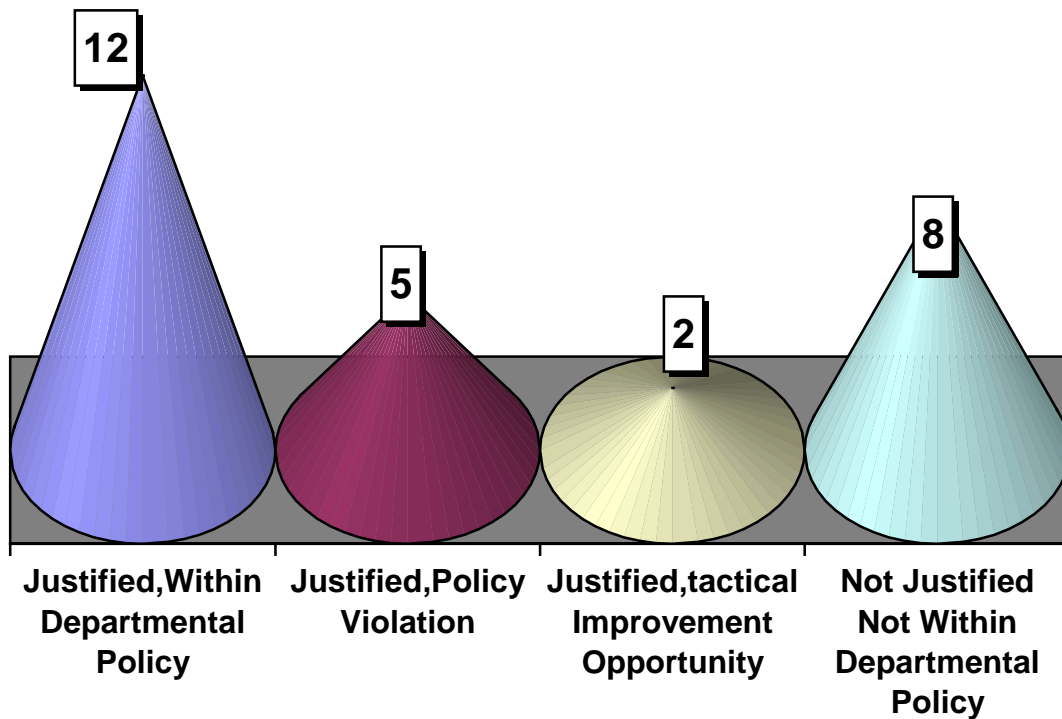 12
5
2
8
Justified,Within
Departmental
Policy
Justified,Policy
Violation
Justified,tactical
Improvement
Opportunity
Not Justified
Not Within
Departmental
Policy